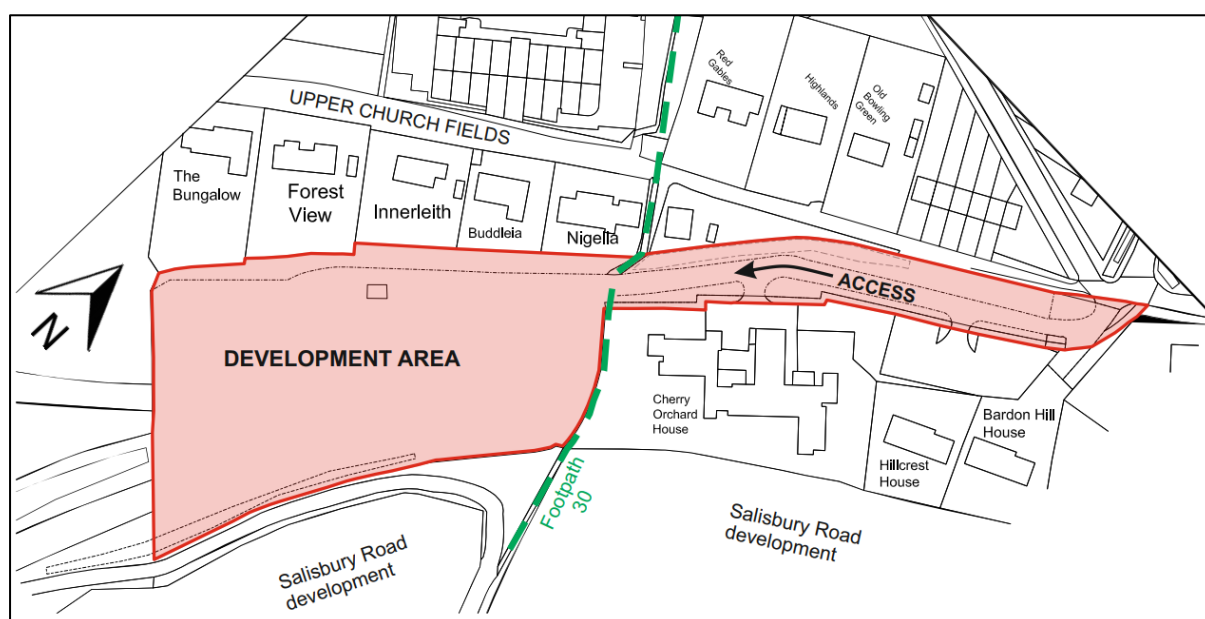 UPPER CHURCH FIELDS
Red
Gables
Highlands
Old
Bowling
Green
The
Bungalow
Forest
View
Innerleith
Buddleia
Nigella
N
ACCESS
DEVELOPMENT AREA
Cherry
Orchard
House
Hillcrest
House
Bardon Hill
House
Footpath
30
Salisbury Road
development
Salisbury Road
development